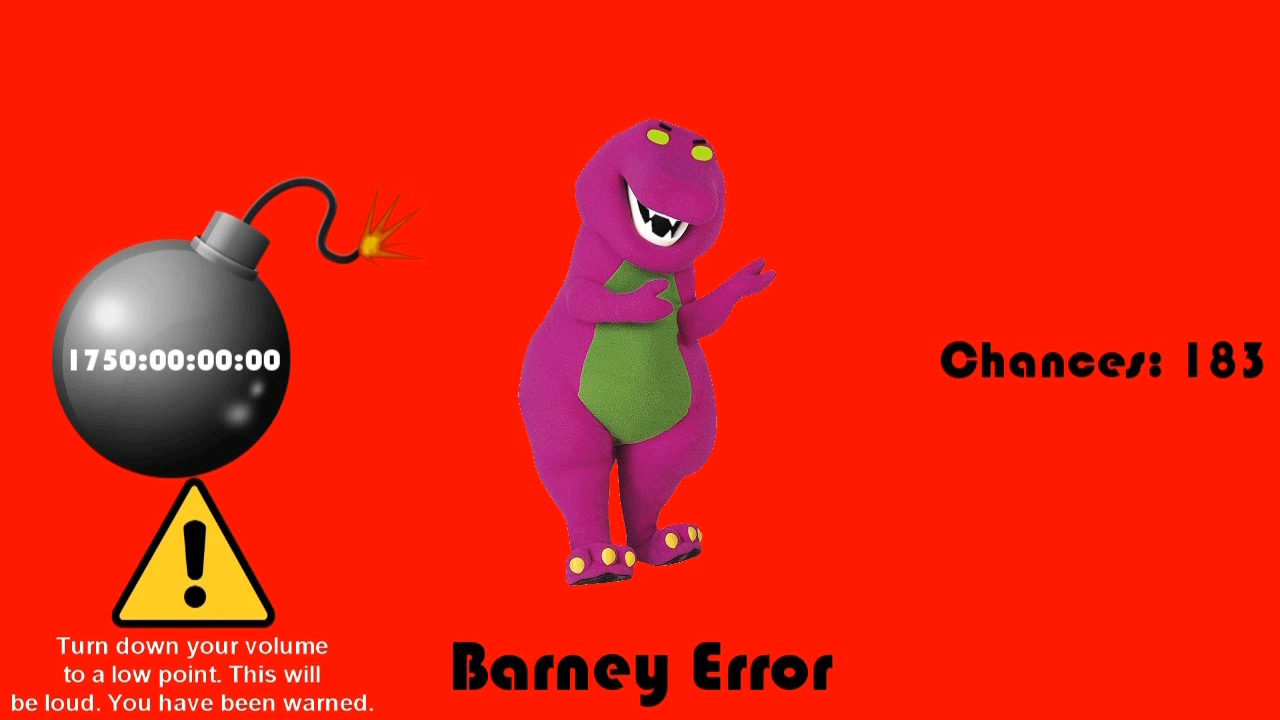 1750:00:00:00
Chances: 183
Turn down your volume
to a low point. This will
be loud. You have been warned.
Barney Error